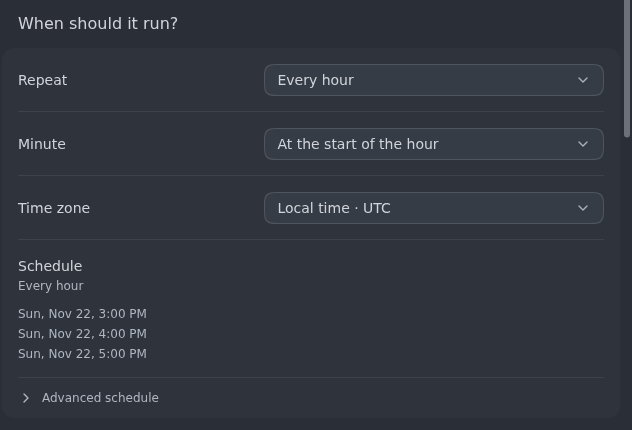 When should it run?
Repeat
Every hour
Minute
At the start of the hour
Time zone
Local time · UTC
Schedule
Every hour
Sun, Nov 22, 3:00 PM
Sun, Nov 22, 4:00 PM
Sun, Nov 22, 5:00 PM
Advanced schedule